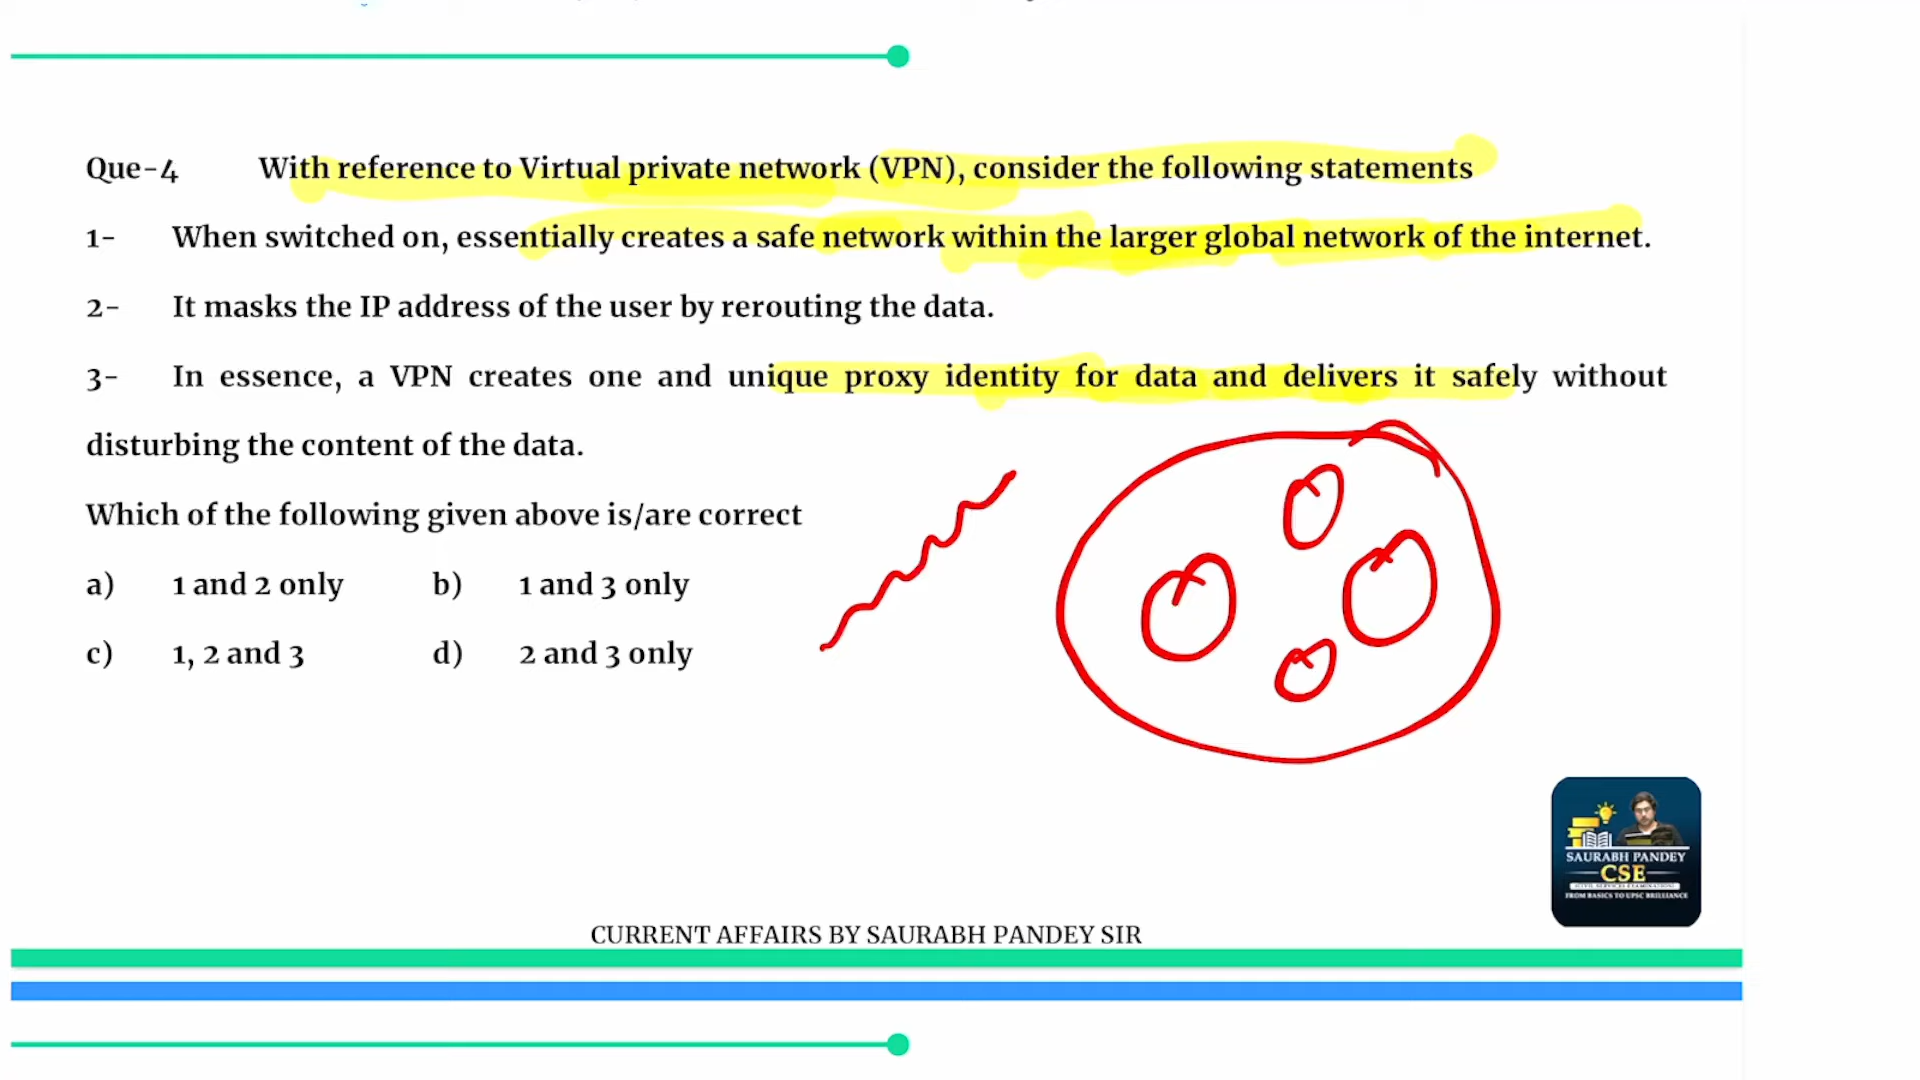 Que-4 With reference to Virtual private network (VPN), consider the following statements
1- When switched on, essentially creates a safe network within the larger global network of the internet.
2- It masks the IP address of the user by rerouting the data.
3- In essence, a VPN creates one and unique proxy identity for data and delivers it safely without
disturbing the content of the data.
Which of the following given above is/are correct
a) 1 and 2 only b) 1 and 3 only
c) 1, 2 and 3 d) 2 and 3 only
SAURABH PANDEY
CSE
FROM BASICS TO UPSC BRILLIANCE
CURRENT AFFAIRS BY SAURABH PANDEY SIR